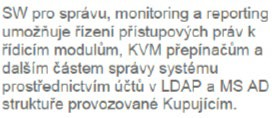 SW pro správu, monitoring a reporting
umožňuje řízení přístupových práv k
řídicím modulům, KVM přepínačům a
dalším částem správy systému
prostřednictvím účtů v LDAP a MS AD
struktuře provozované Kupujícím.